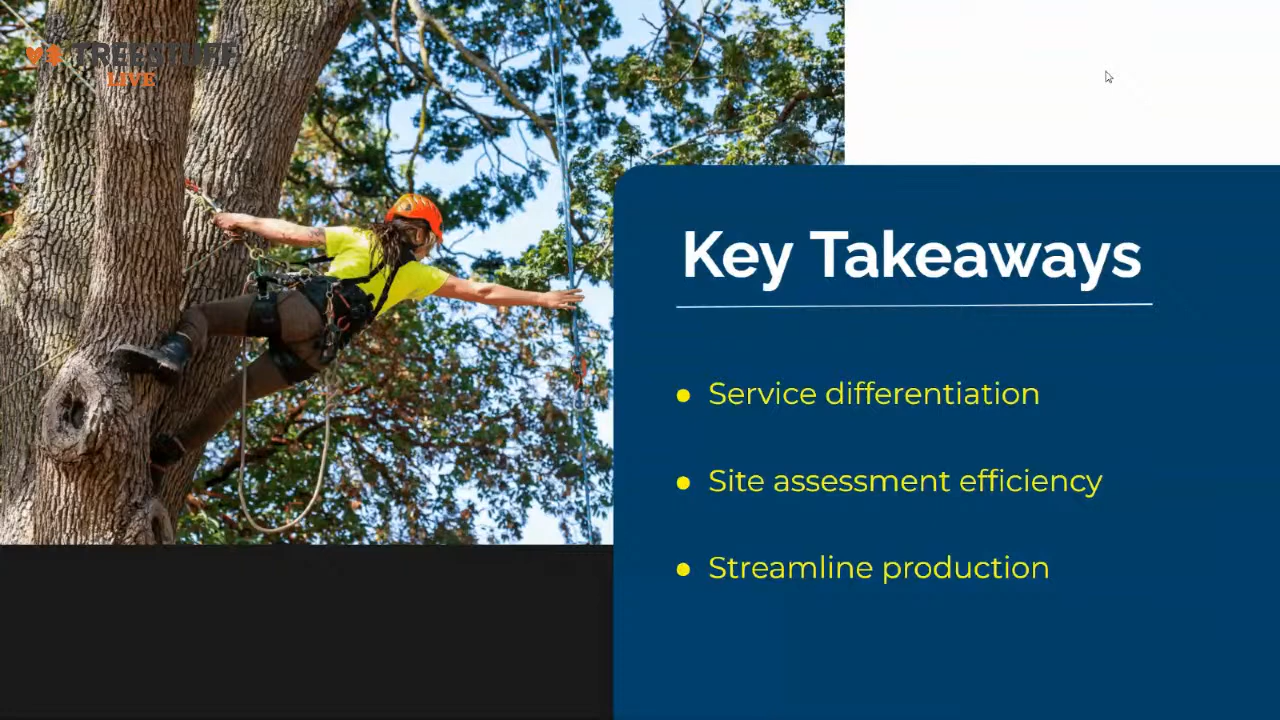 TREESTUFF
LIVE
Key Takeaways
• Service differentiation
• Site assessment efficiency
• Streamline production